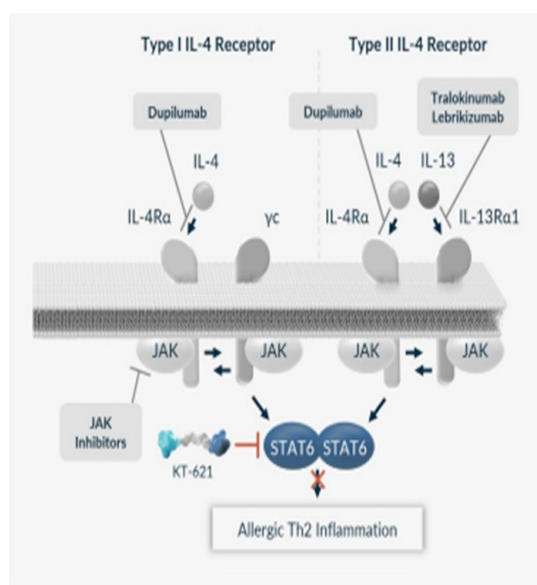 Type I IL-4 Receptor
Type II IL-4 Receptor
Dupilumab
Dupilumab
Tralokinumab
Lebrikizumab
IL-4
IL-4
IL-13
IL-4Rα
γc
IL-4Rα
IL-13Rα1
JAK
JAK
JAK
JAK
JAK
Inhibitors
KT-621
STAT6
STAT6
Allergic Th2 Inflammation